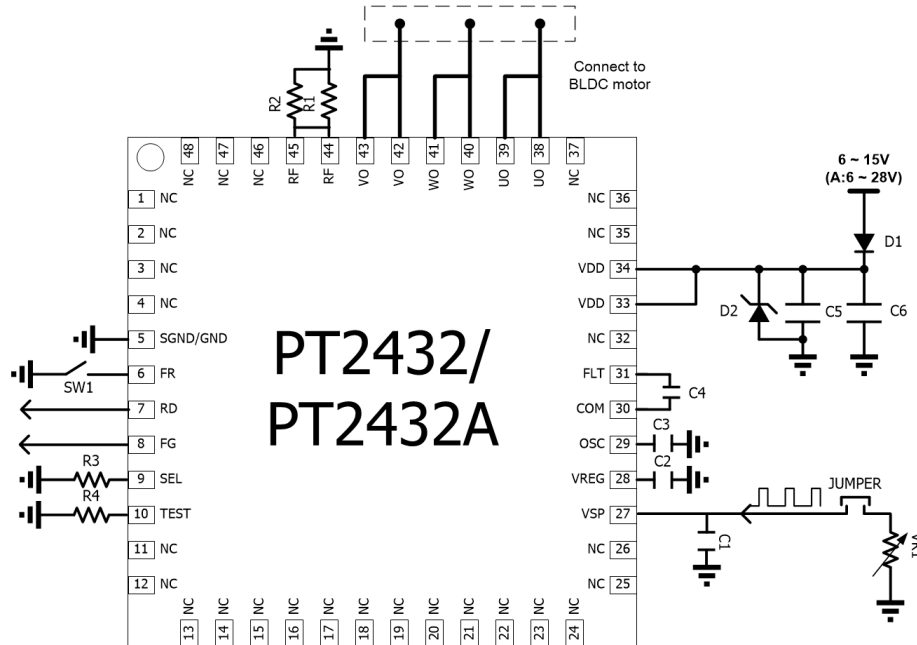 Connect to
BLDC motor
R2
R1
48 47 46 45 44 43 42 41 40 39 38 37
NC NC NC RF RF VO VO WO WO UO UO NC
6 ~ 15V
(A:6 ~ 28V)
D1
1 NC
NC 36
2 NC
NC 35
3 NC
VDD 34
4 NC
VDD 33
D2
C5
C6
5 SGND/GND
NC 32
PT2432/
PT2432A
6 FR
FLT 31
SW1
C4
7 RD
COM 30
8 FG
OSC 29
C3
R3
9 SEL
VREG 28
C2
R4
10 TEST
VSP 27
JUMPER
C1
11 NC
NC 26
12 NC
NC 25
NC NC NC NC NC NC NC NC NC NC NC NC
13 14 15 16 17 18 19 20 21 22 23 24